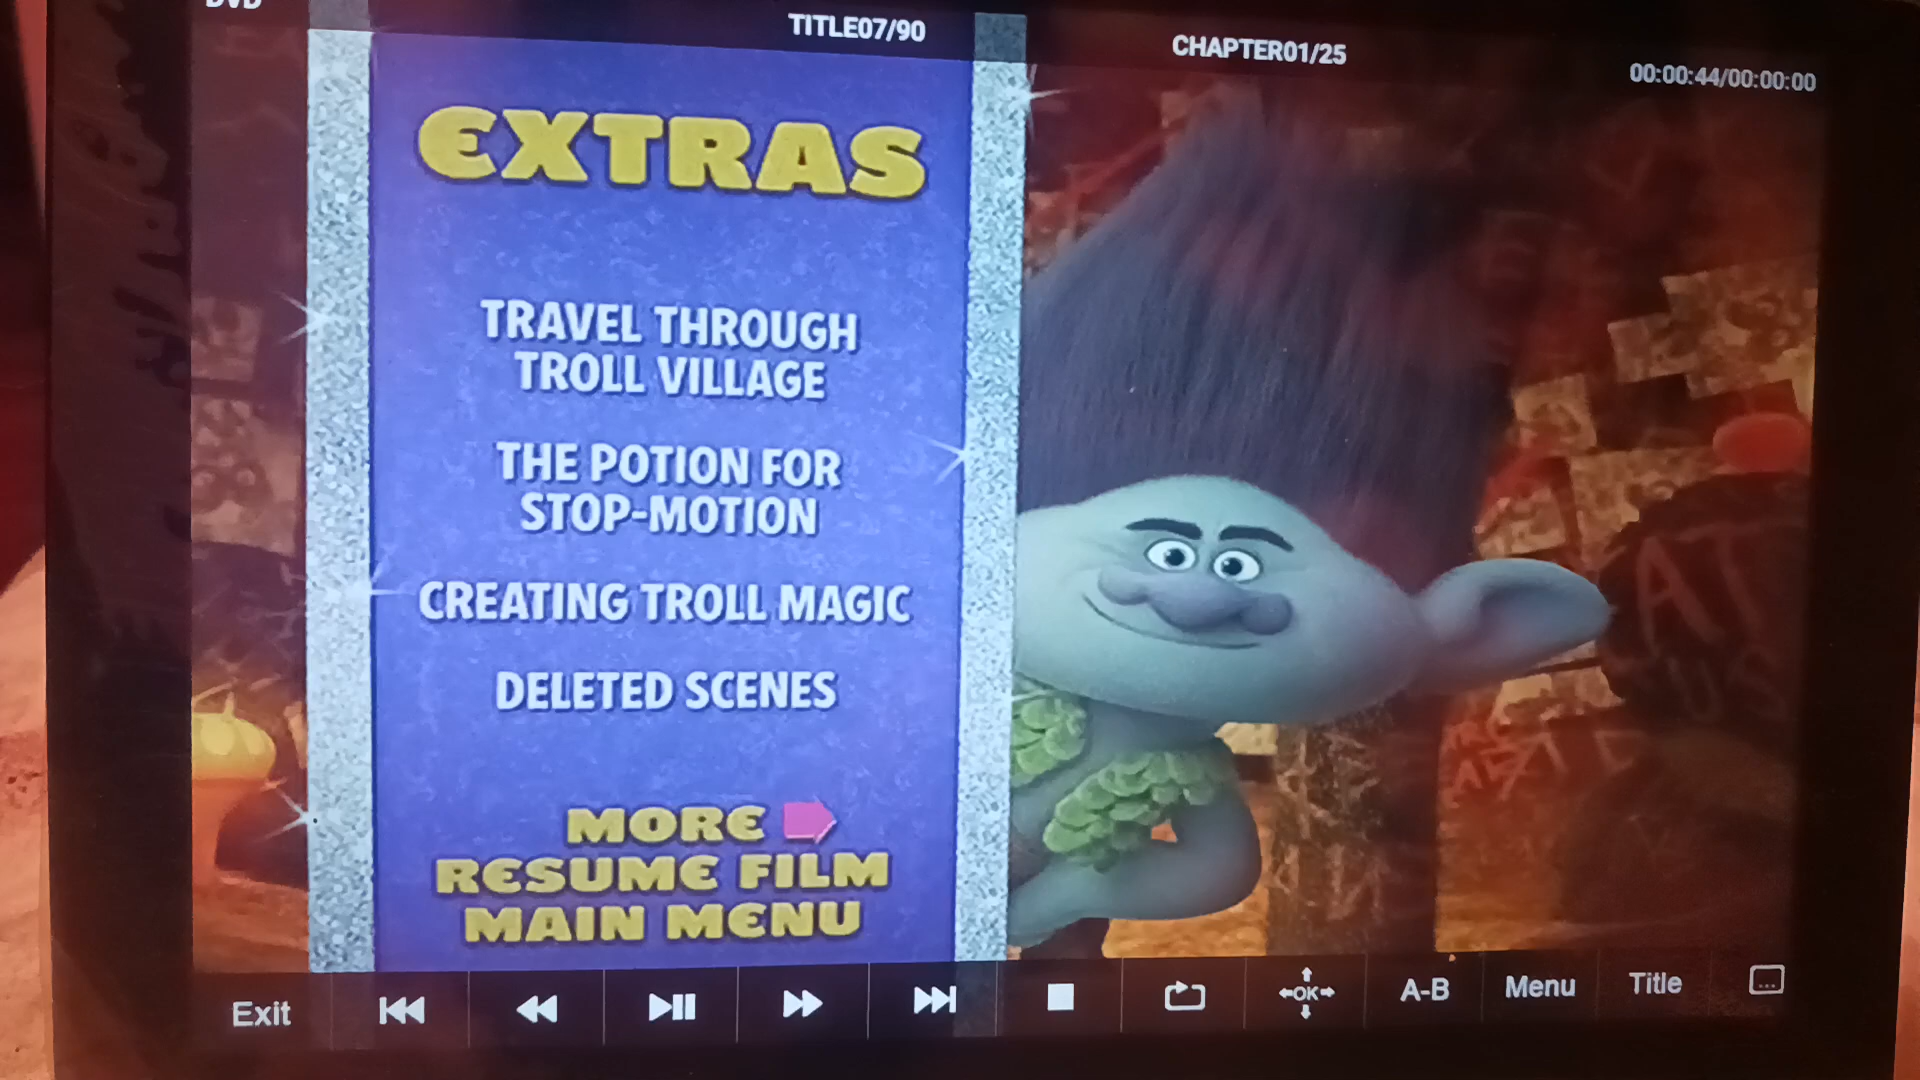 DVD
TITLE07/90
CHAPTER01/25
00:00:44/00:00:00
EXTRAS
TRAVEL THROUGH
TROLL VILLAGE
THE POTION FOR
STOP-MOTION
CREATING TROLL MAGIC
DELETED SCENES
MORE
RESUME FILM
MAIN MENU
Exit
OK
A-B
Menu
Title